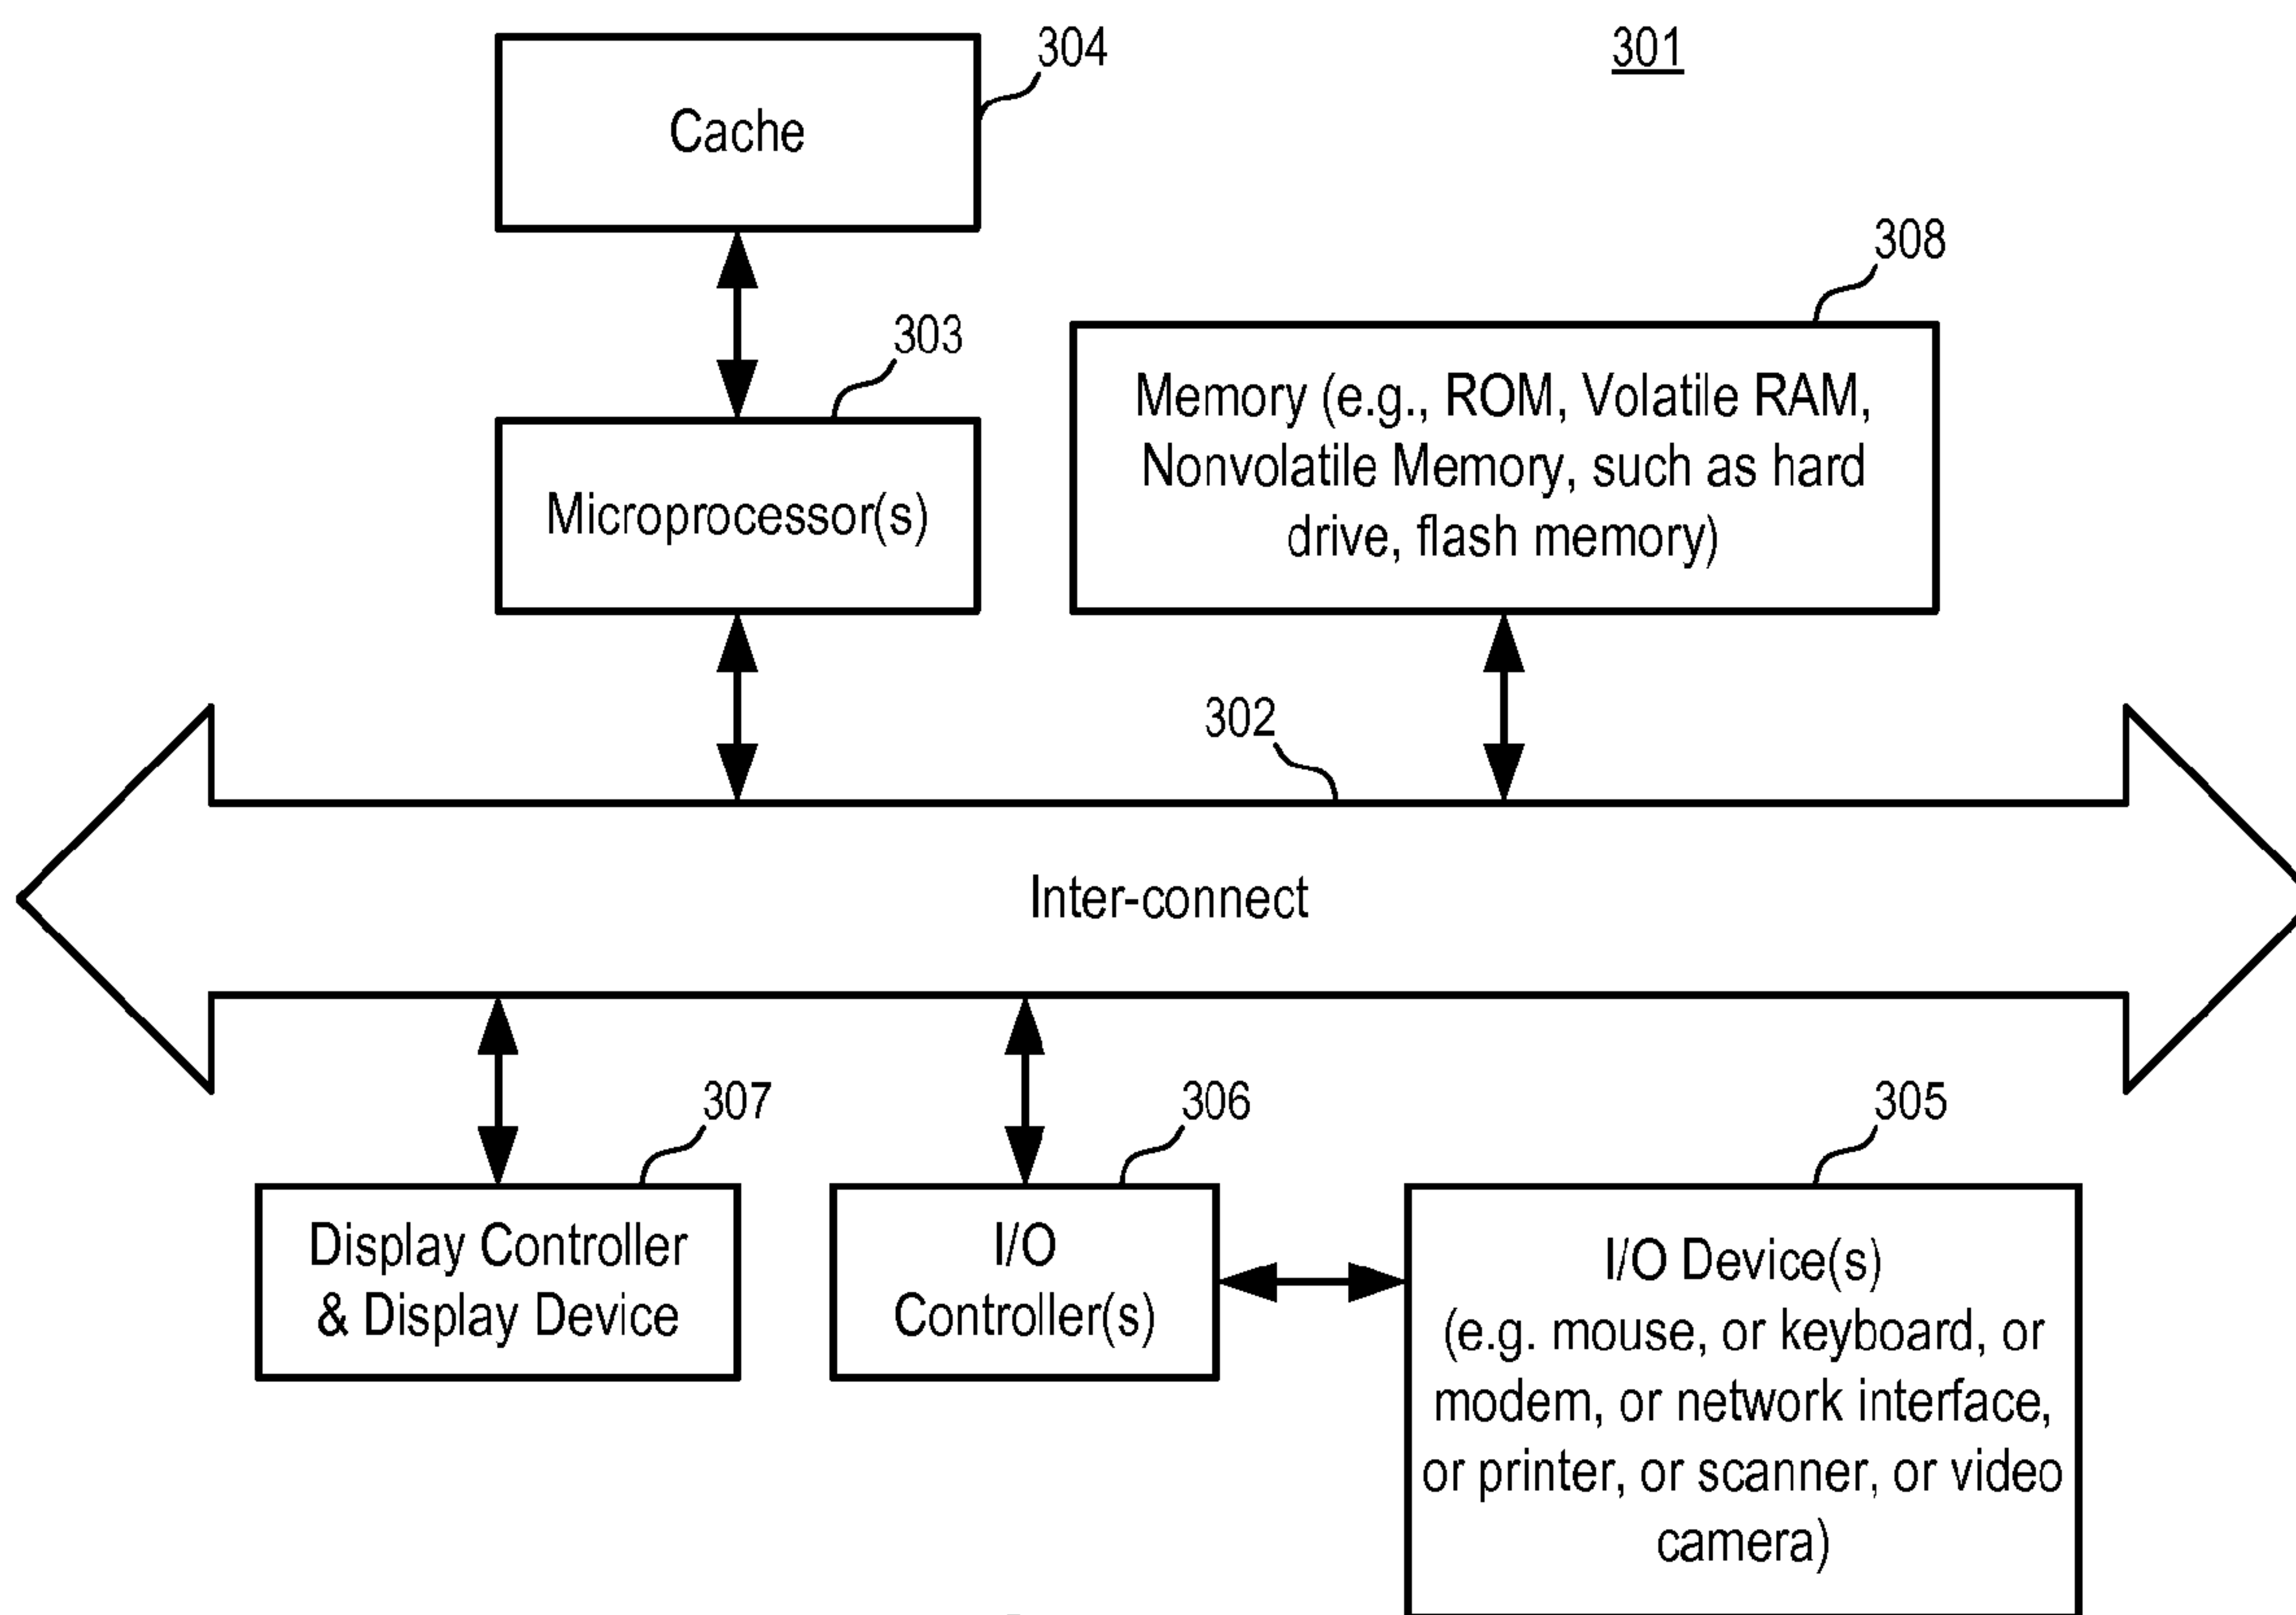 304
301
Cache
308
303
Memory (e.g., ROM, Volatile RAM,
Nonvolatile Memory, such as hard
drive, flash memory)
Microprocessor(s)
302
Inter-connect
307
306
305
Display Controller
& Display Device
I/O
Controller(s)
I/O Device(s)
(e.g. mouse, or keyboard, or
modem, or network interface,
or printer, or scanner, or video
camera)